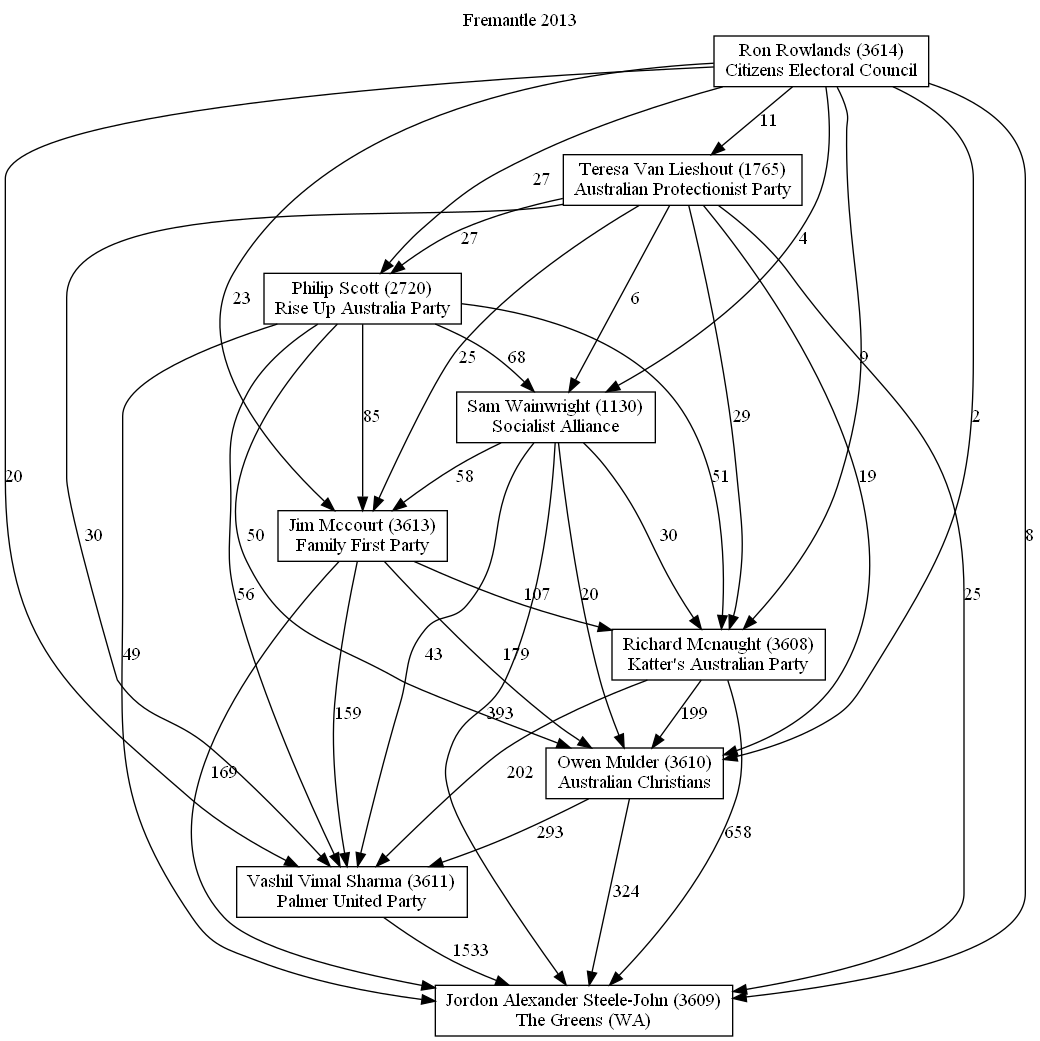 Fremantle 2013
Ron Rowlands (3614)
Citizens Electoral Council
11
Teresa Van Lieshout (1765)
Australian Protectionist Party
27
27
4
Philip Scott (2720)
Rise Up Australia Party
23
6
25
68
9
Sam Wainwright (1130)
Socialist Alliance
85
29
2
20
58
51
19
Jim Mccourt (3613)
Family First Party
30
50
30
8
56
107
20
25
Richard Mcnaught (3608)
Katter's Australian Party
49
43
179
159
393
199
Owen Mulder (3610)
Australian Christians
169
202
293
658
Vashil Vimal Sharma (3611)
Palmer United Party
324
1533
Jordon Alexander Steele-John (3609)
The Greens (WA)